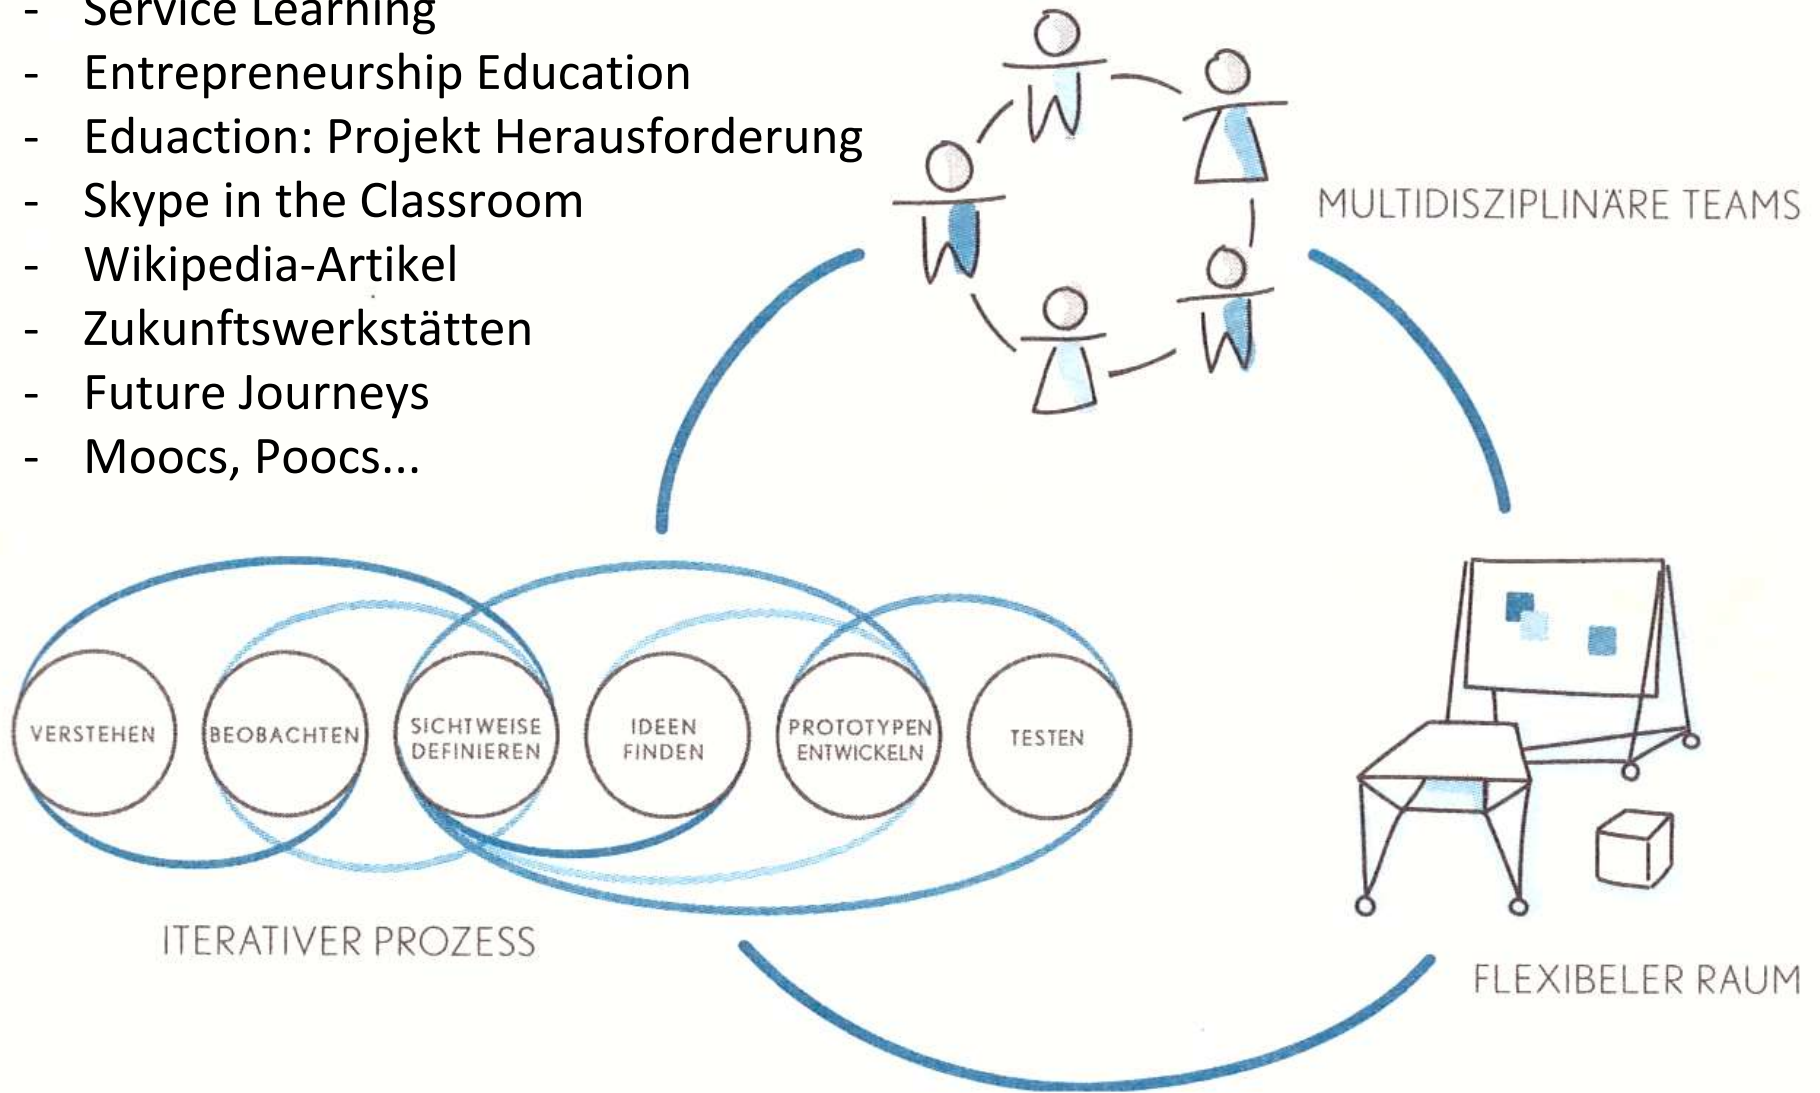 - Service Learning
- Entrepreneurship Education
- Eduaction: Projekt Herausforderung
- Skype in the Classroom
- Wikipedia-Artikel
- Zukunftswerkstätten
- Future Journeys
- Moocs, Poocs...
MULTIDISZIPLINÄRE TEAMS
VERSTEHEN
BEOBACHTEN
SICHTWEISE
DEFINIEREN
IDEEN
FINDEN
PROTOTYPEN
ENTWICKELN
TESTEN
ITERATIVER PROZESS
FLEXIBELER RAUM